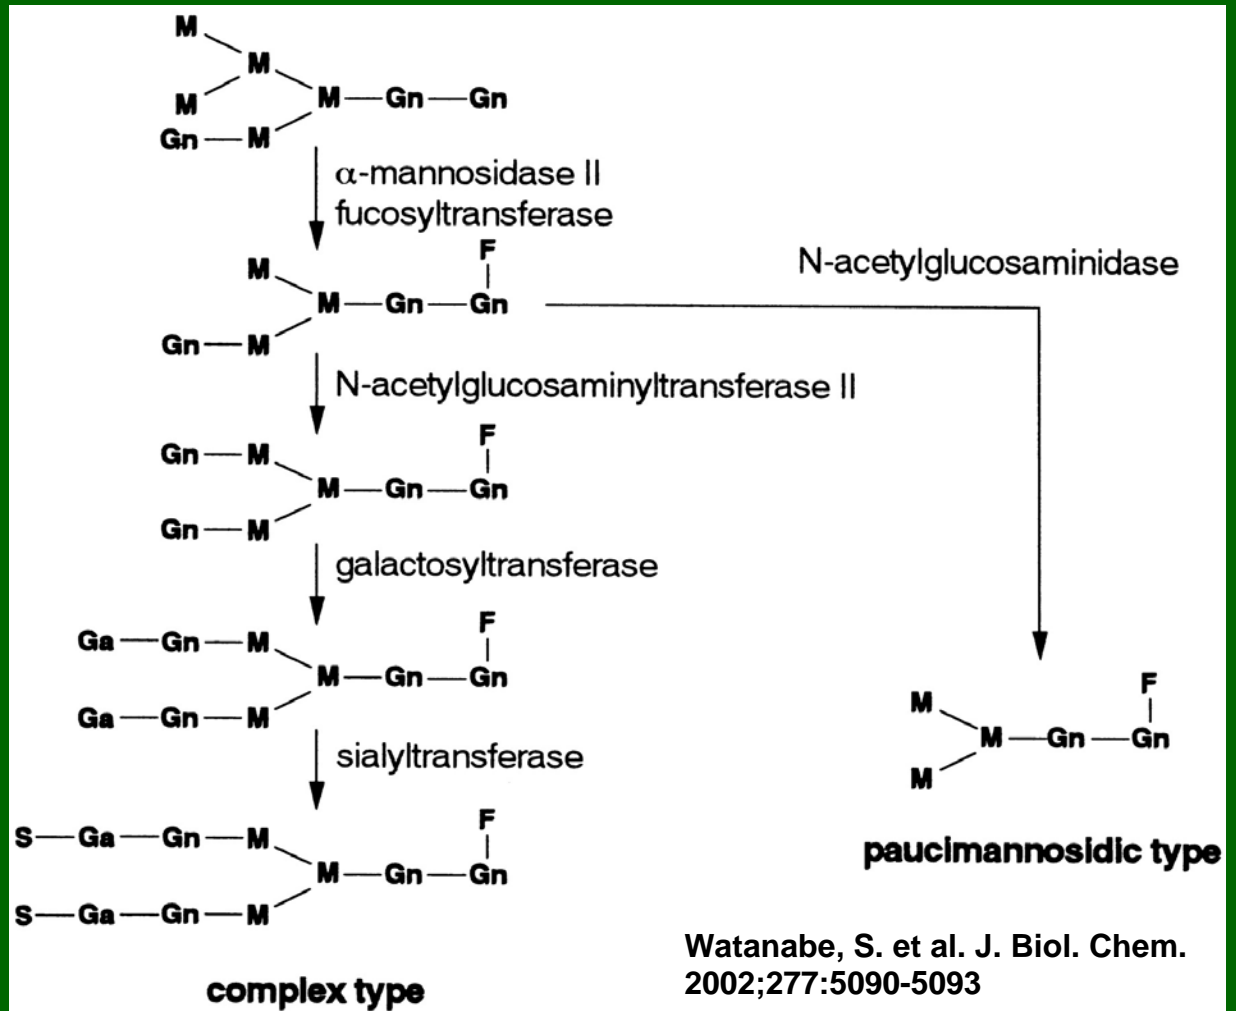 M
M
M
M—Gn—Gn
Gn—M
α-mannosidase II
fucosyltransferase
F
M
M—Gn—Gn
Gn—M
N-acetylglucosaminidase
N-acetylglucosaminyltransferase II
F
Gn—M
M—Gn—Gn
Gn—M
galactosyltransferase
F
Ga—Gn—M
M—Gn—Gn
Ga—Gn—M
sialyltransferase
F
S—Ga—Gn—M
M—Gn—Gn
S—Ga—Gn—M
complex type
F
M
M—Gn—Gn
M
paucimannosidic type
Watanabe, S. et al. J. Biol. Chem.
2002;277:5090-5093